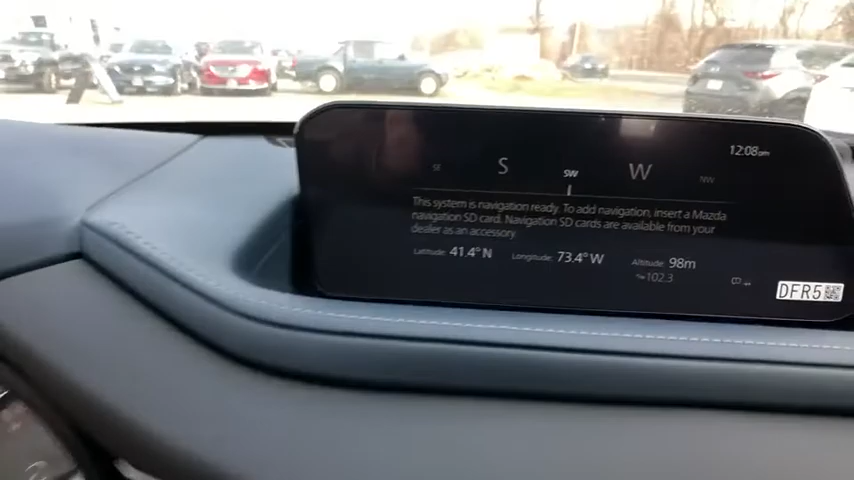 12:08PM
SE S SW W NW
This system is navigation ready. To add navigation, insert a Mazda
navigation SD card. Navigation SD cards are available from your
dealer as an accessory.
Latitude: 41.4°N Longitude: 73.4°W Altitude: 98m
102.3
DFR5